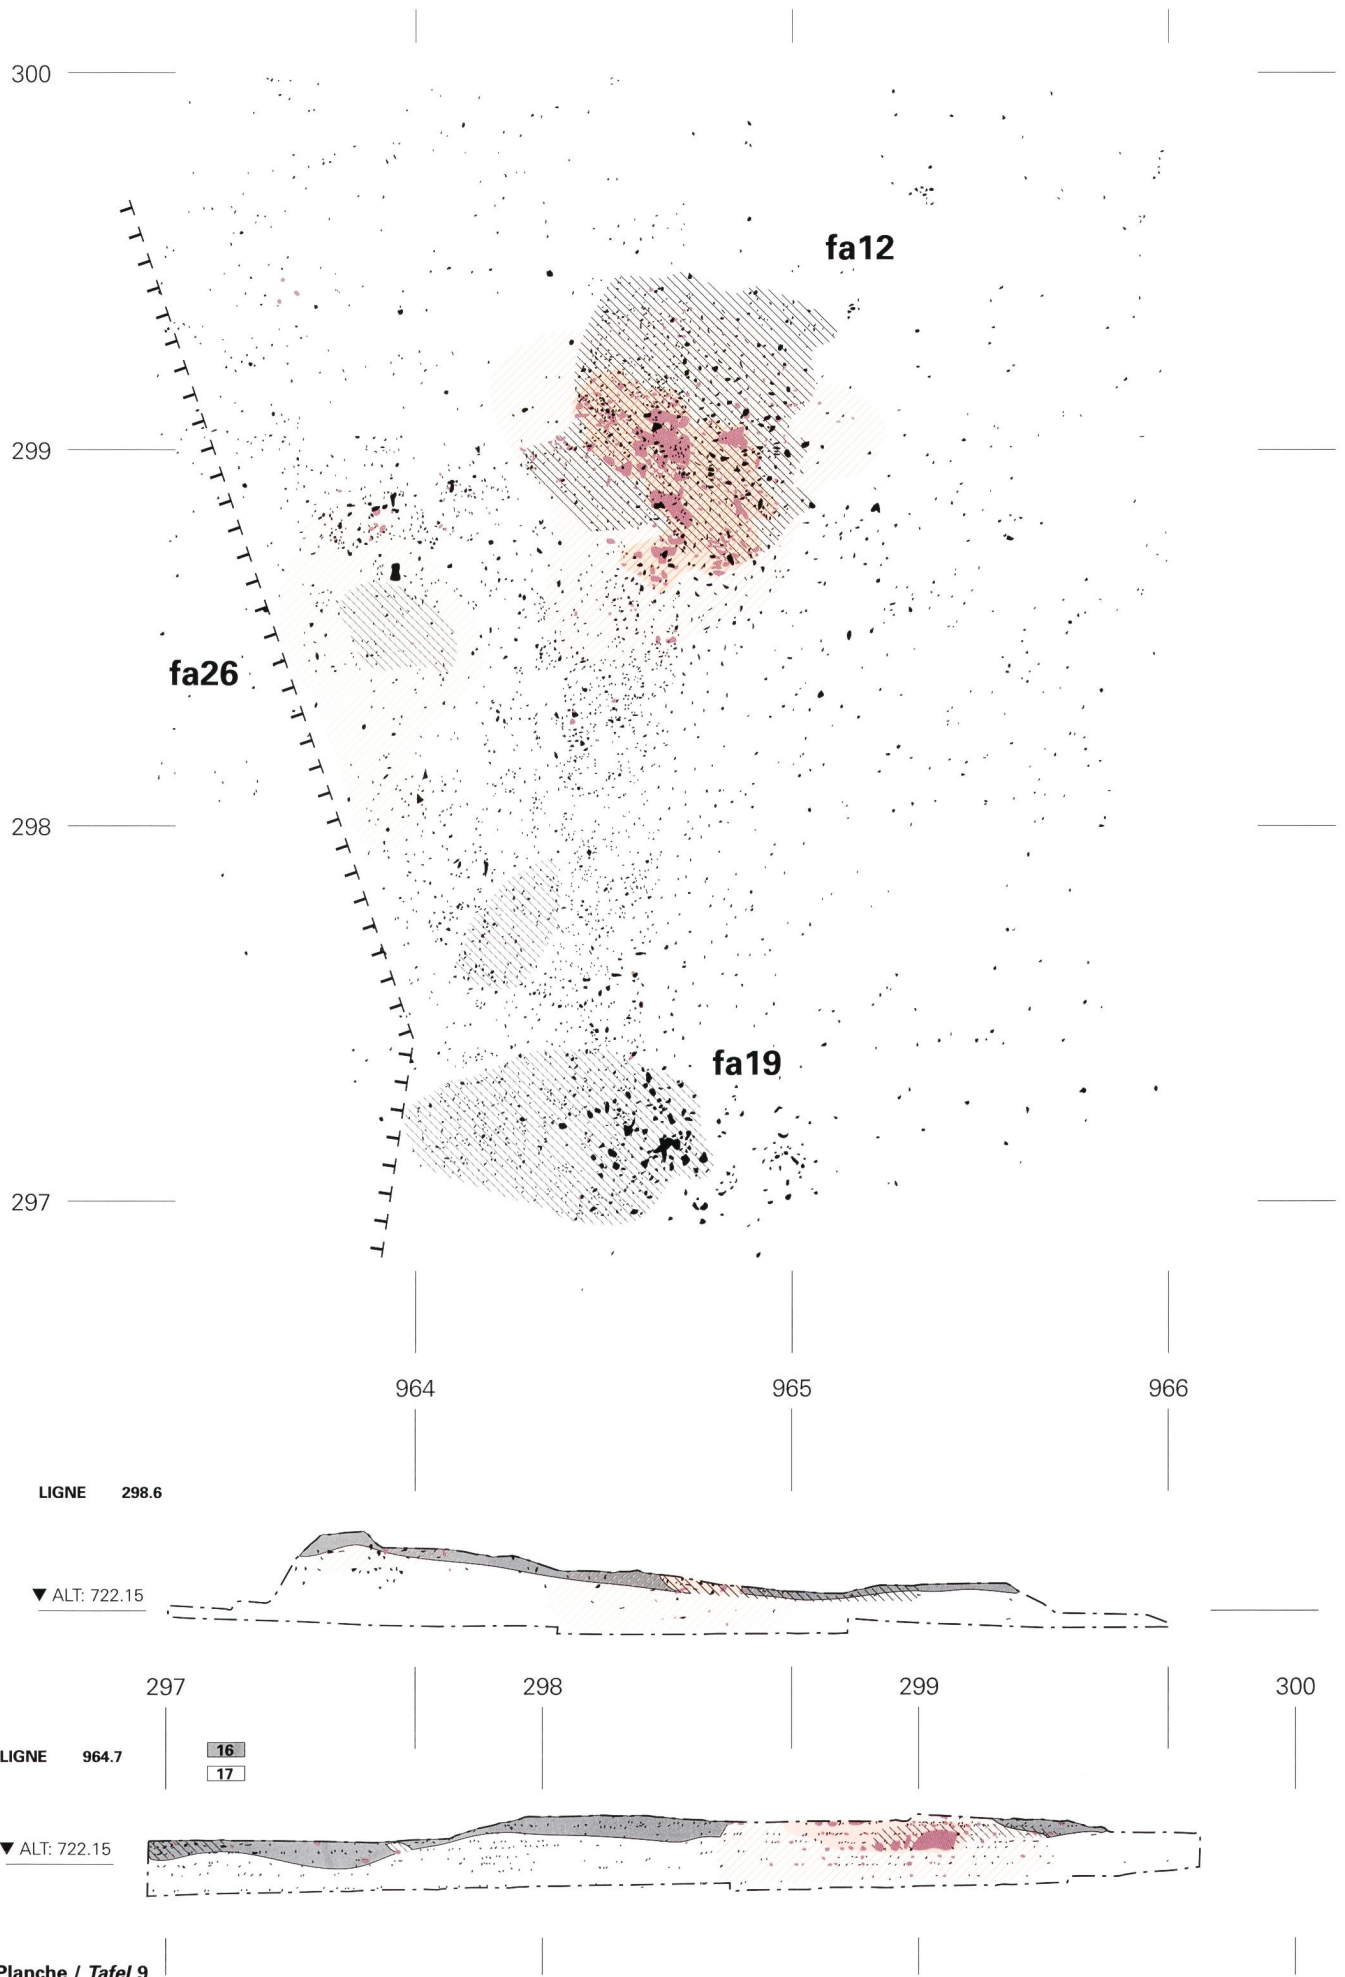 300
fa12
299
fa26
298
fa19
297
964 965 966
LIGNE 298.6
▼ ALT: 722.15
297 298 299 300
LIGNE 964.7
16
17
▼ ALT: 722.15
Planche / Tafel 9